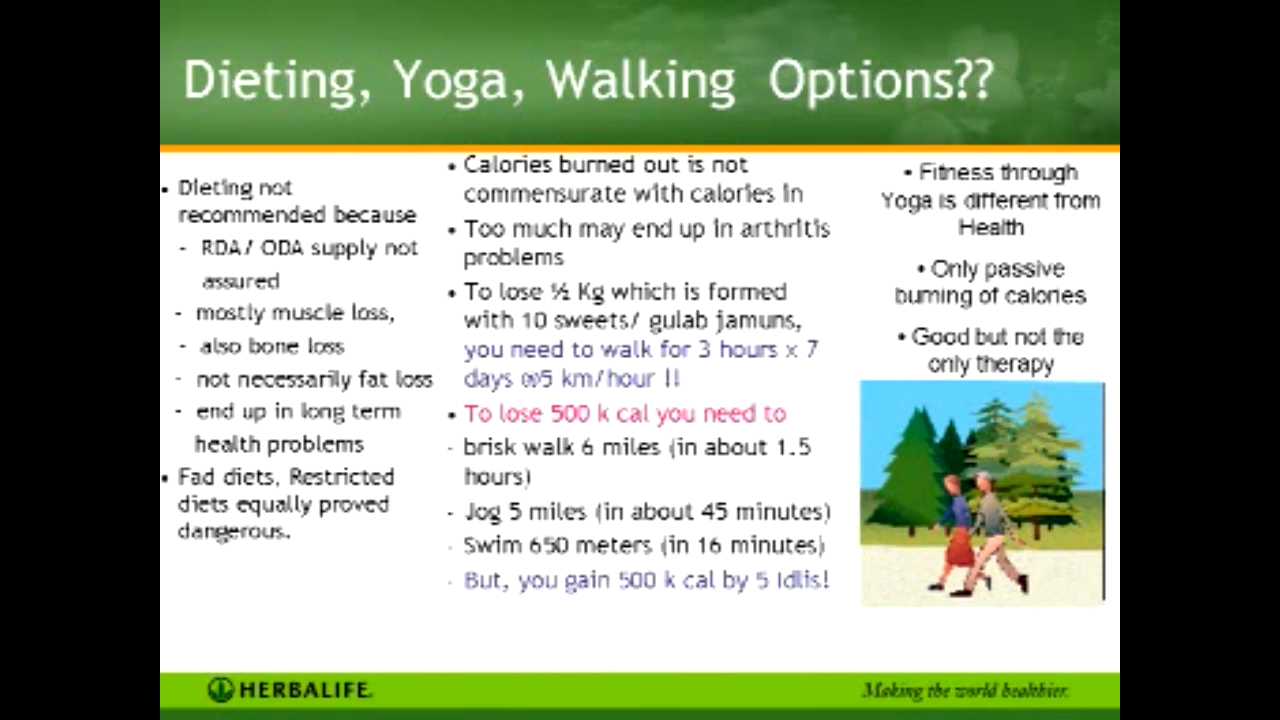 Dieting, Yoga, Walking Options??
• Dieting not
recommended because
- RDA/ ODA supply not
assured
- mostly muscle loss,
- also bone loss
- not necessarily fat loss
- end up in long term
health problems
• Fad diets, Restricted
diets equally proved
dangerous.
• Calories burned out is not
commensurate with calories in
• Too much may end up in arthritis
problems
• To lose ½ Kg which is formed
with 10 sweets/ gulab jamuns,
you need to walk for 3 hours x 7
days @5 km/hour !!
• To lose 500 k cal you need to
- brisk walk 6 miles (in about 1.5
hours)
- Jog 5 miles (in about 45 minutes)
- Swim 650 meters (in 16 minutes)
- But, you gain 500 k cal by 5 Idlis!
• Fitness through
Yoga is different from
Health
• Only passive
burning of calories
• Good but not the
only therapy
HERBALIFE.
Making the world healthier.